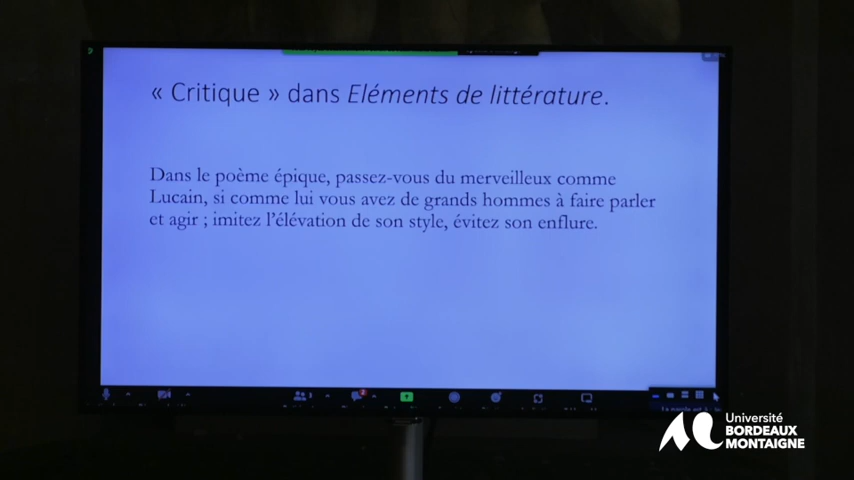 « Critique » dans Eléments de littérature.
Dans le poème épique, passez-vous du merveilleux comme
Lucain, si comme lui vous avez de grands hommes à faire parler
et agir ; imitez l’élévation de son style, évitez son enflure.
Université
BORDEAUX
MONTAIGNE